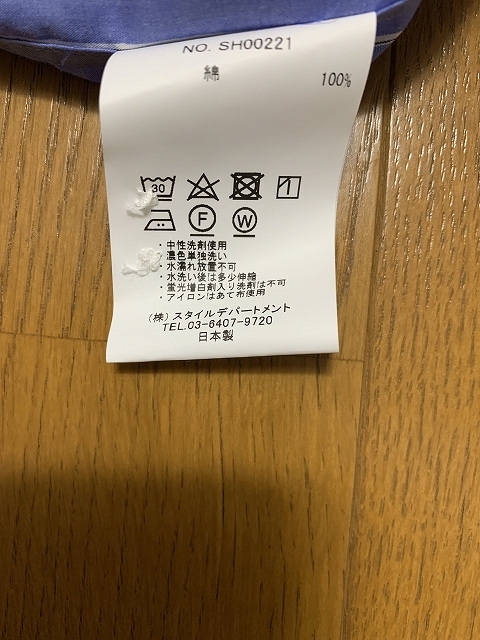 NO. SH00221
綿 100%
30
F W
・中性洗剤使用
・濃色単独洗い
・水濡れ放置不可
・水洗い後は多少伸縮
・蛍光増白剤入り洗剤は不可
・アイロンはあて布使用
(株)スタイルデパートメント
TEL.03-6407-9720
日本製